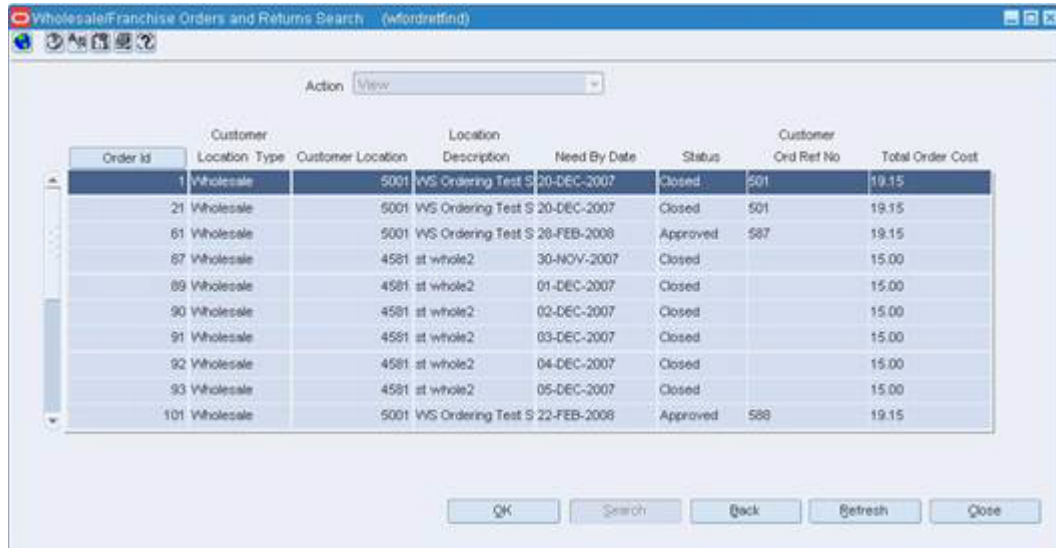 Wholesale/Franchise Orders and Returns Search (wfordretfind)
Action View
Customer Location Customer
Order Id Location Type Customer Location Description Need By Date Status Ord Ref No Total Order Cost
1 Wholesale 5001 WS Ordering Test S 20-DEC-2007 Closed 501 19.15
21 Wholesale 5001 WS Ordering Test S 20-DEC-2007 Closed 501 19.15
61 Wholesale 5001 WS Ordering Test S 28-FEB-2008 Approved 587 19.15
87 Wholesale 4581 st whole2 30-NOV-2007 Closed 15.00
89 Wholesale 4581 st whole2 01-DEC-2007 Closed 15.00
90 Wholesale 4581 st whole2 02-DEC-2007 Closed 15.00
91 Wholesale 4581 st whole2 03-DEC-2007 Closed 15.00
92 Wholesale 4581 st whole2 04-DEC-2007 Closed 15.00
93 Wholesale 4581 st whole2 05-DEC-2007 Closed 15.00
101 Wholesale 5001 WS Ordering Test S 22-FEB-2008 Approved 588 19.15
OK Search Back Refresh Close